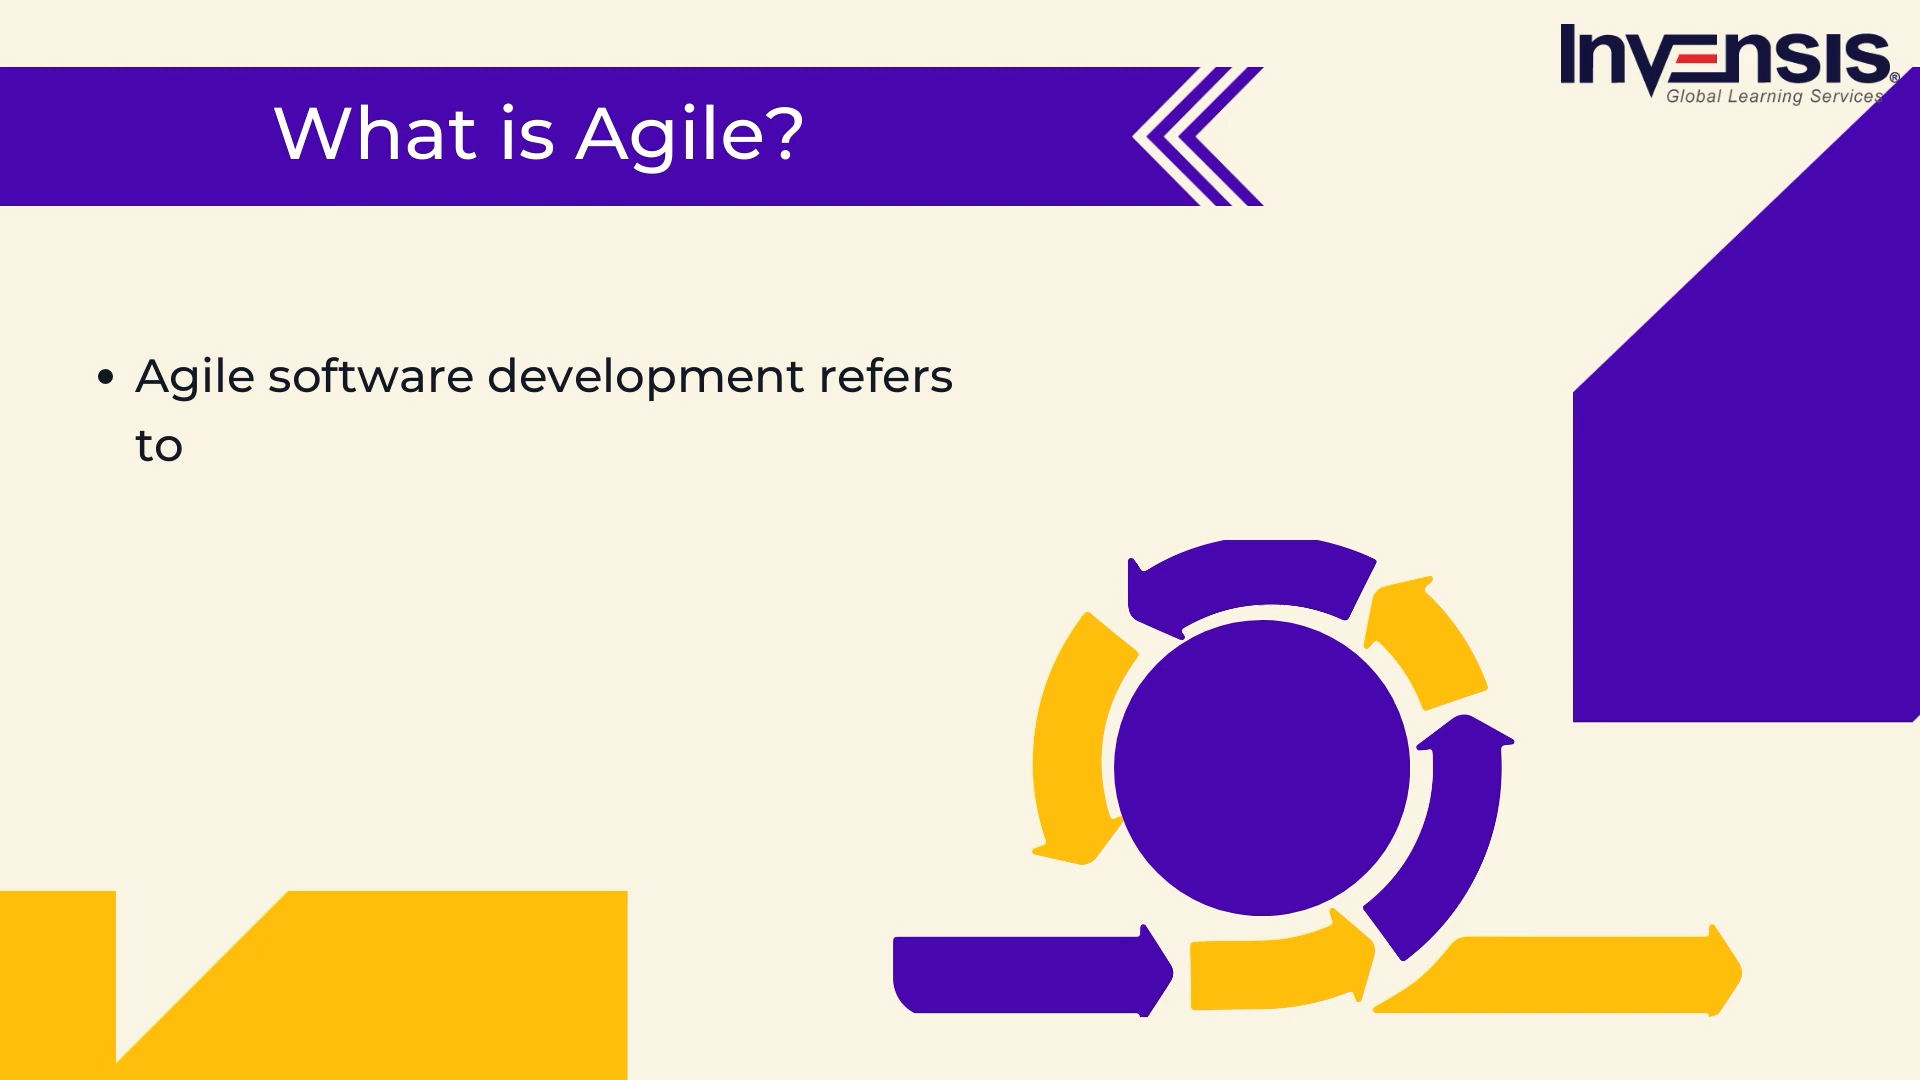 Invensis®
Global Learning Services
What is Agile?
• Agile software development refers
to